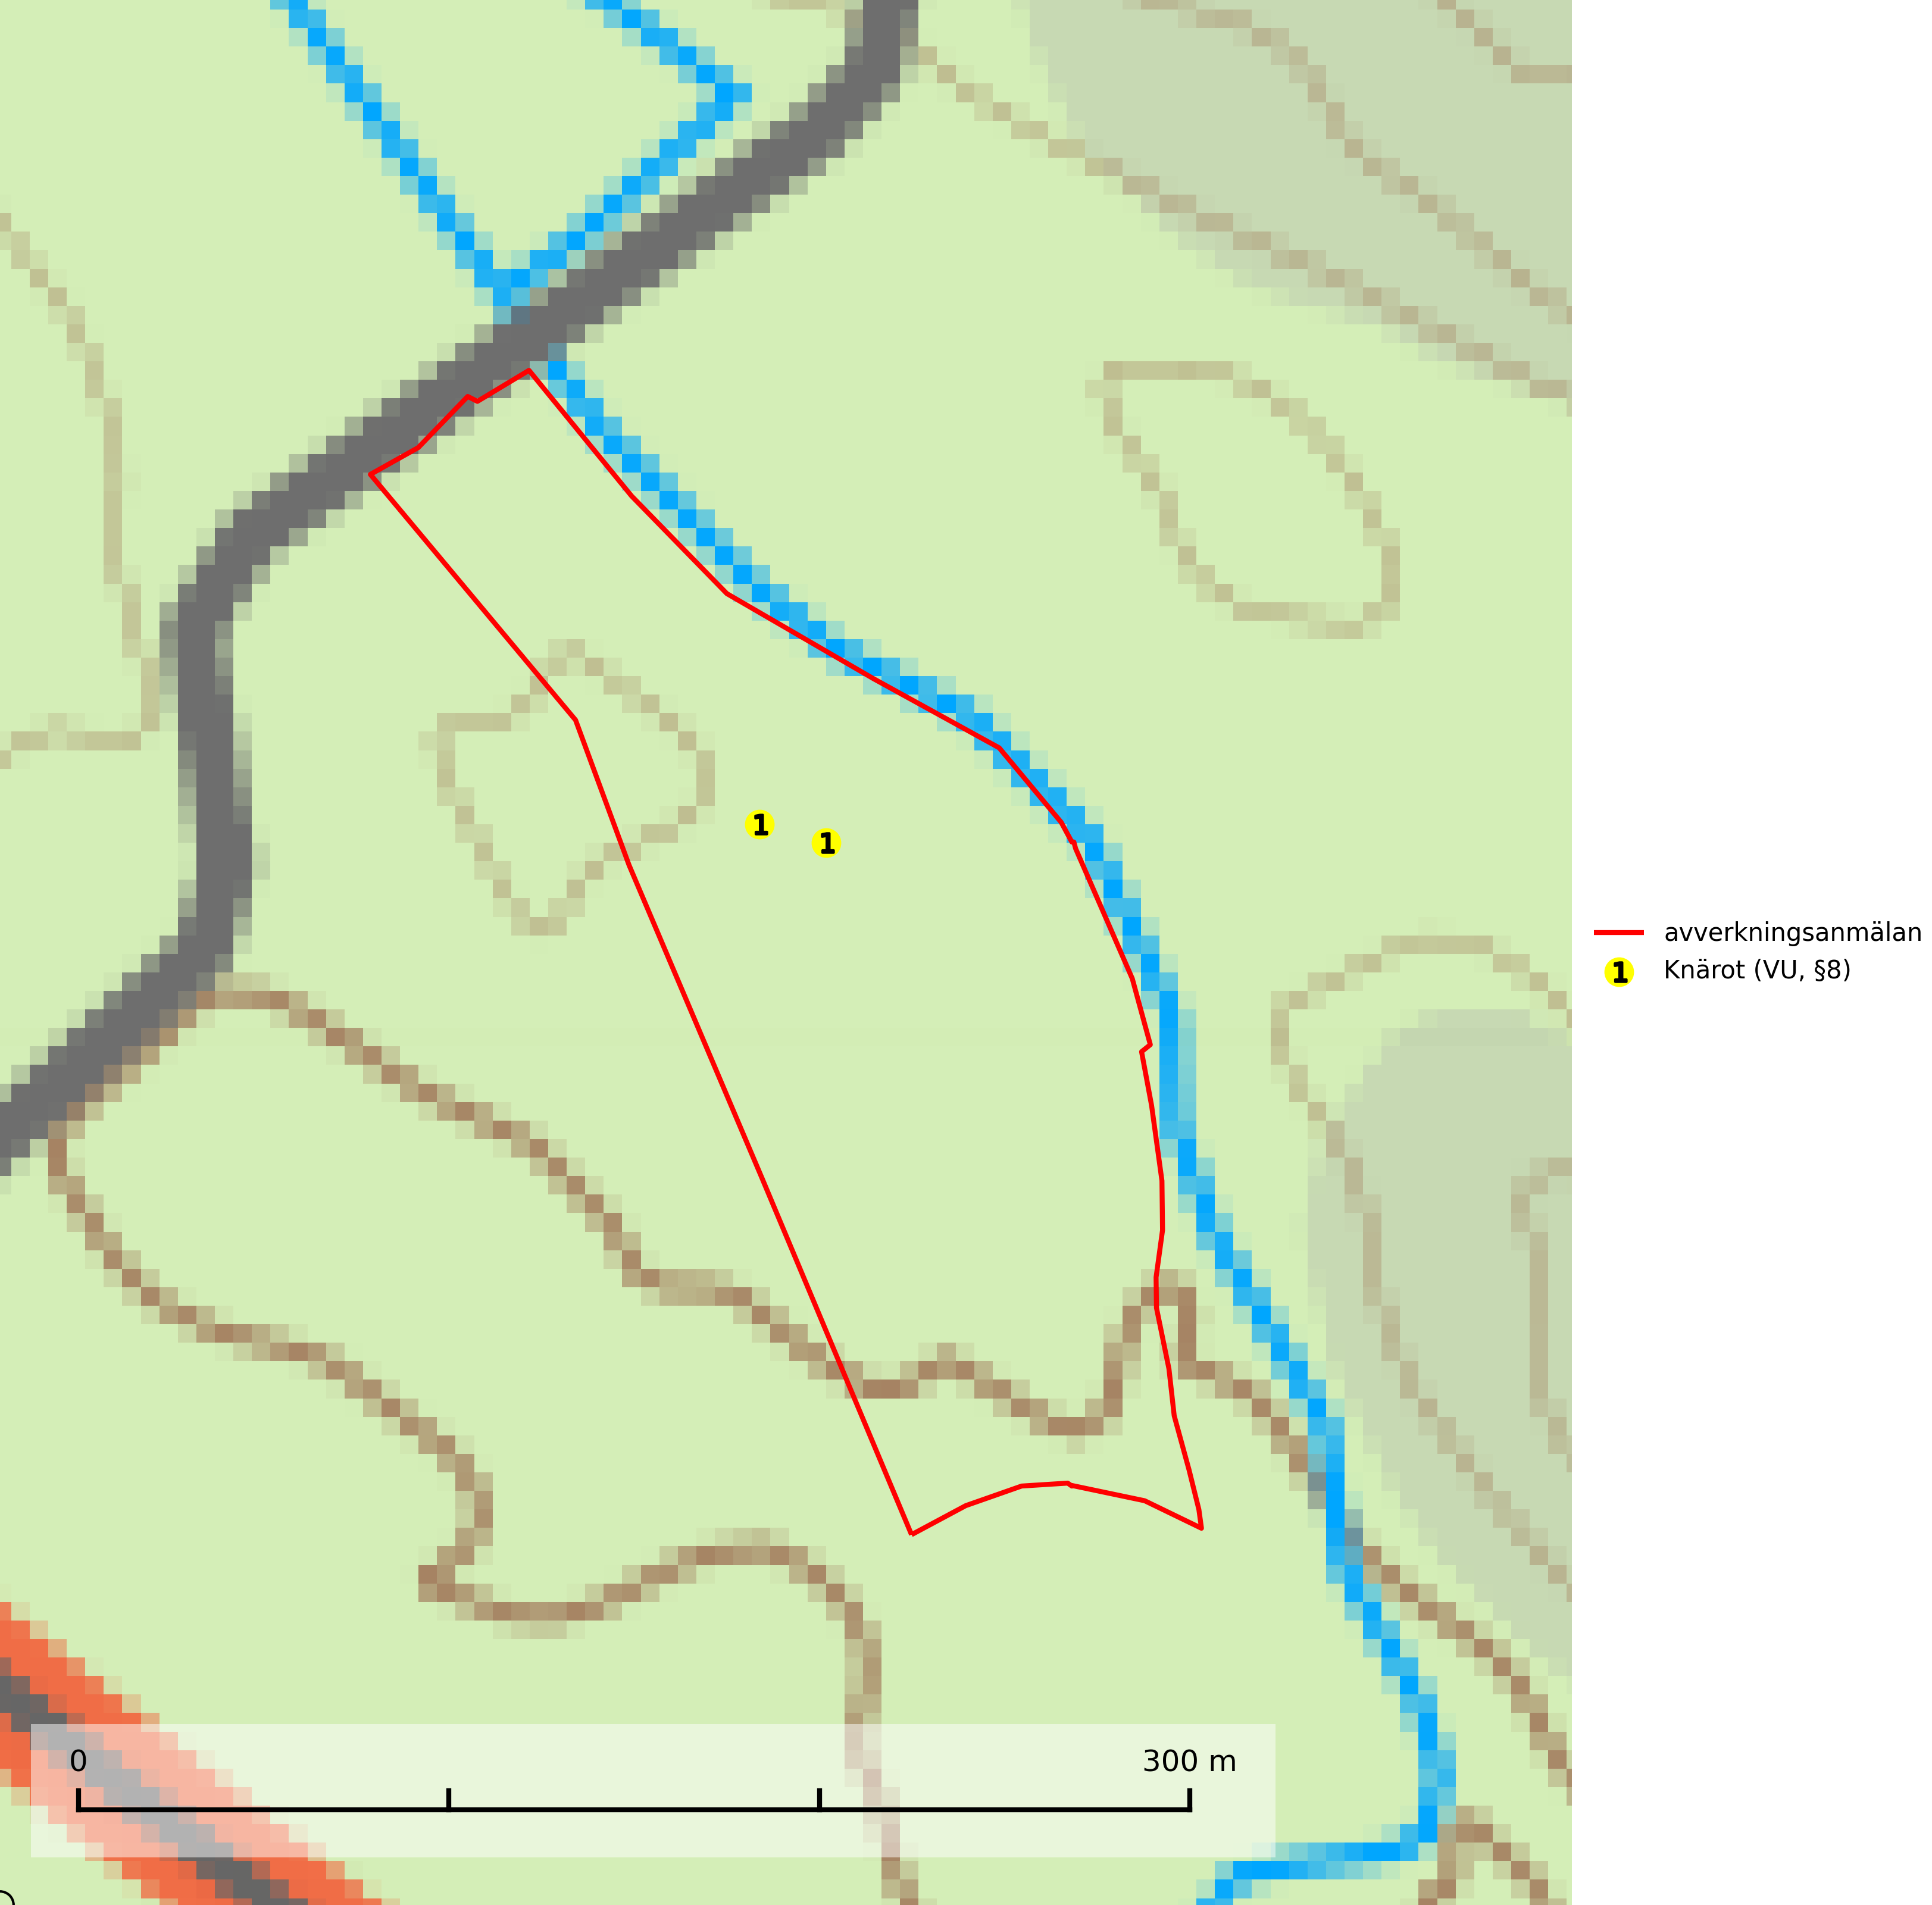 1
1
avverkningsanmälan
1 Knärot (VU, §8)
0 300 m